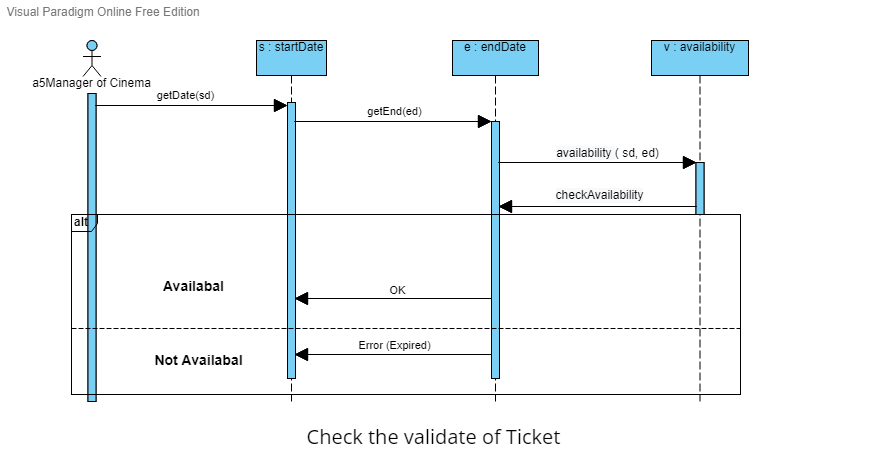 Visual Paradigm Online Free Edition
s : startDate
e : endDate
v : availability
a5Manager of Cinema
getDate(sd)
getEnd(ed)
availability ( sd, ed)
checkAvailability
alt
Availabal
OK
Error (Expired)
Not Availabal
Check the validate of Ticket